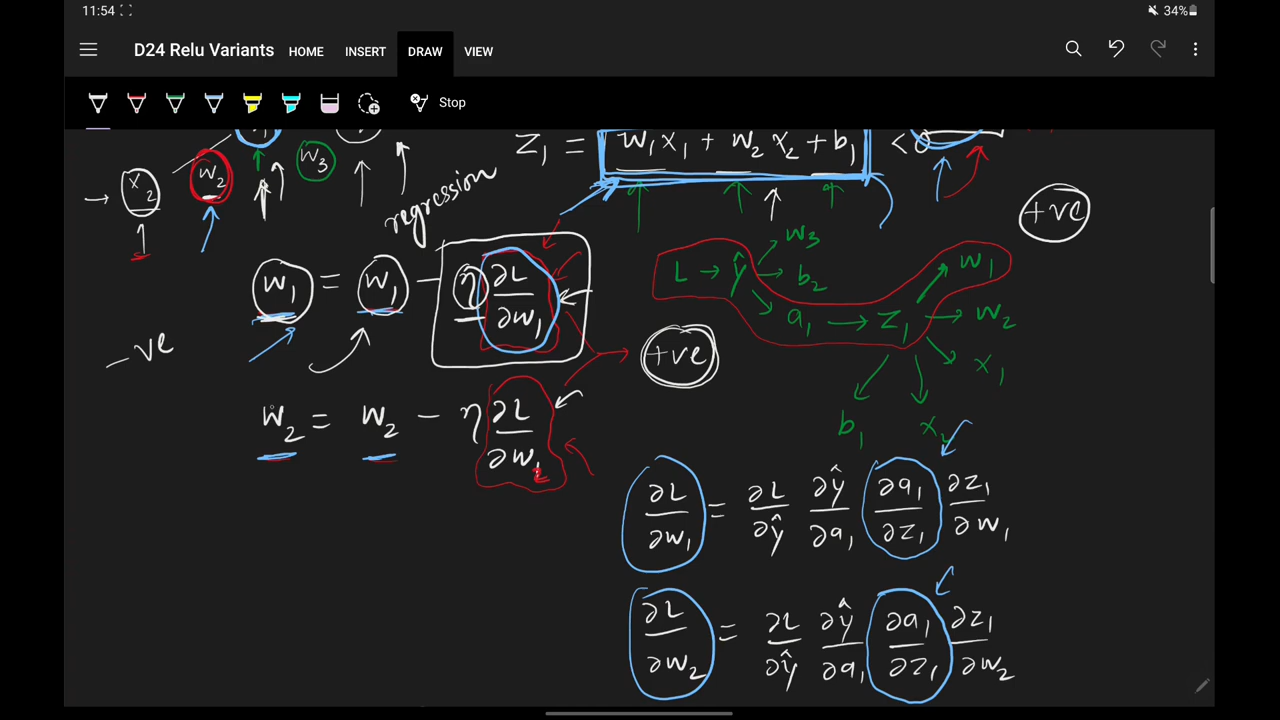 11:54 34%
D24 Relu Variants HOME INSERT DRAW VIEW
Stop
z₁ = w₁x₁ + w₂x₂ + b₁ < 0
x₂ w₂ w₃
regression
+ve
w₁ = w₁ − η ∂L/∂w₁
L → ŷ → w₃
→ b₂
a₁ → z₁ → w₁
→ w₂
x₁
b₁ x₂
−ve
+ve
w₂ = w₂ − η ∂L/∂w₂
∂L/∂w₁ = ∂L/∂ŷ ∂ŷ/∂a₁ ∂a₁/∂z₁ ∂z₁/∂w₁
∂L/∂w₂ = ∂L/∂ŷ ∂ŷ/∂a₁ ∂a₁/∂z₁ ∂z₁/∂w₂